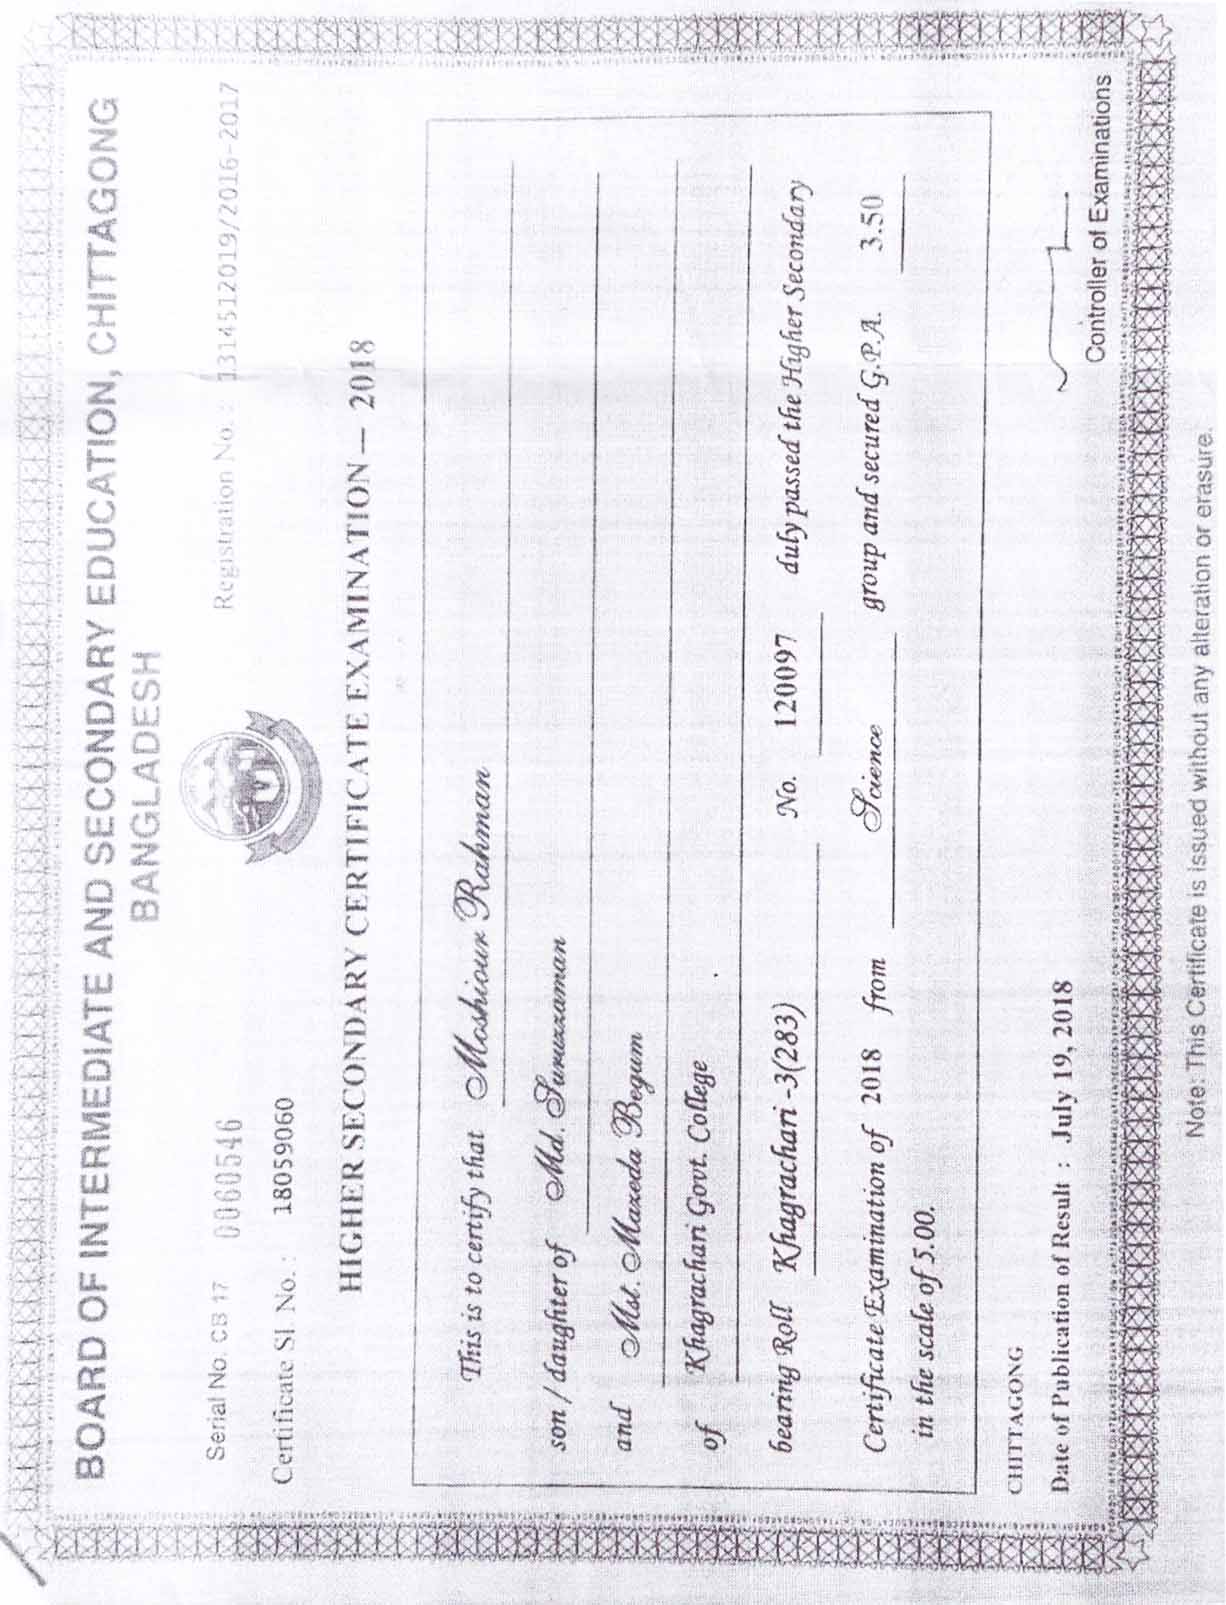 BOARD OF INTERMEDIATE AND SECONDARY EDUCATION, CHITTAGONG
BANGLADESH
Serial No. CB 17 0060546
Registration No. : 1314512019/2016-2017
Certificate Sl. No. : 18059060
HIGHER SECONDARY CERTIFICATE EXAMINATION— 2018
This is to certify that Moshiour Rahman
son / daughter of Md. Suruzzaman
and Mst. Mazeda Begum
of Khagrachari Govt. College
bearing Roll Khagrachari -3(283) No. 120097 duly passed the Higher Secondary
Certificate Examination of 2018 from Science group and secured G.P.A. 3.50
in the scale of 5.00.
CHITTAGONG
Date of Publication of Result : July 19, 2018
Controller of Examinations
Note: This Certificate is issued without any alteration or erasure.